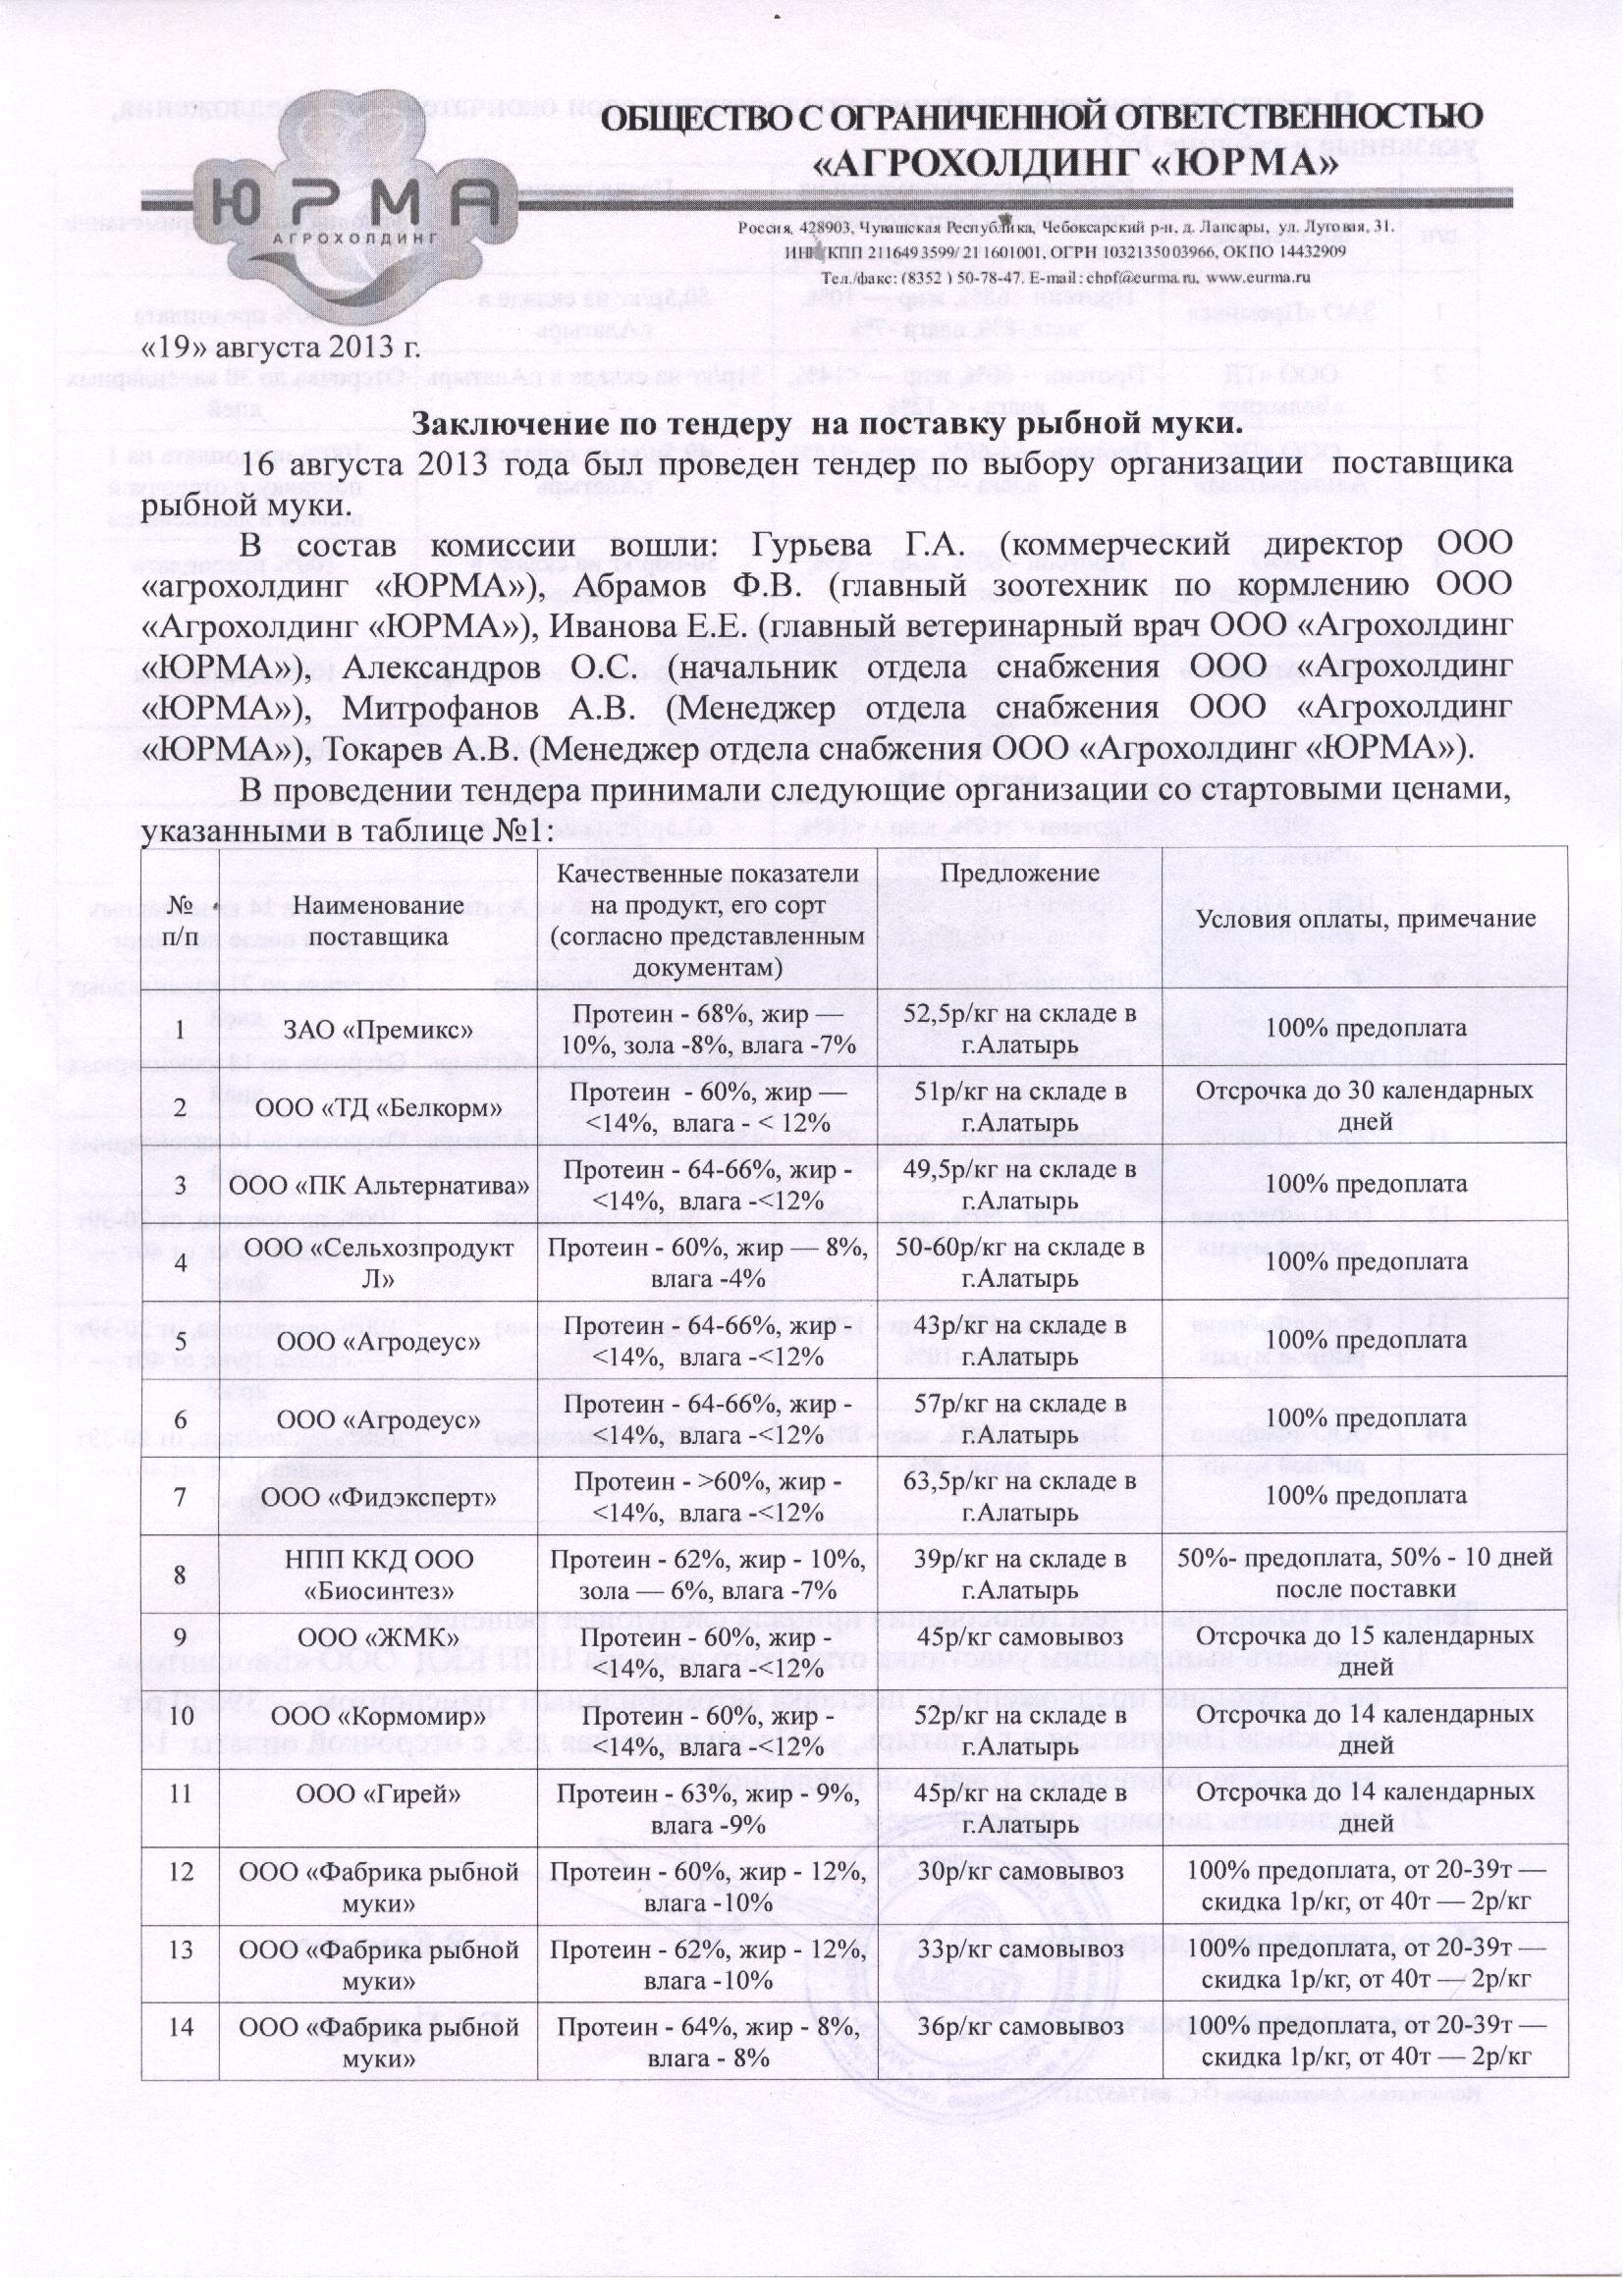 ЮРМА
АГРОХОЛДИНГ
ОБЩЕСТВО С ОГРАНИЧЕННОЙ ОТВЕТСТВЕННОСТЬЮ
«АГРОХОЛДИНГ «ЮРМА»
Россия, 428903, Чувашская Республика, Чебоксарский р-н, д. Лапсары, ул. Луговая, 31.
ИНН/КПП 2116493599/211601001, ОГРН 1032135003966, ОКПО 14432909
Тел./факс: (8352 ) 50-78-47. E-mail: chpf@eurma.ru, www.eurma.ru
«19» августа 2013 г.
Заключение по тендеру на поставку рыбной муки.
16 августа 2013 года был проведен тендер по выбору организации поставщика
рыбной муки.
В состав комиссии вошли: Гурьева Г.А. (коммерческий директор ООО
«агрохолдинг «ЮРМА»), Абрамов Ф.В. (главный зоотехник по кормлению ООО
«Агрохолдинг «ЮРМА»), Иванова Е.Е. (главный ветеринарный врач ООО «Агрохолдинг
«ЮРМА»), Александров О.С. (начальник отдела снабжения ООО «Агрохолдинг
«ЮРМА»), Митрофанов А.В. (Менеджер отдела снабжения ООО «Агрохолдинг
«ЮРМА»), Токарев А.В. (Менеджер отдела снабжения ООО «Агрохолдинг «ЮРМА»).
В проведении тендера принимали следующие организации со стартовыми ценами,
указанными в таблице №1:
№ п/п Наименование поставщика Качественные показатели на продукт, его сорт (согласно представленным документам) Предложение Условия оплаты, примечание
1 ЗАО «Премикс» Протеин - 68%, жир — 10%, зола -8%, влага -7% 52,5р/кг на складе в г.Алатырь 100% предоплата
2 ООО «ТД «Белкорм» Протеин - 60%, жир — <14%, влага - < 12% 51р/кг на складе в г.Алатырь Отсрочка до 30 календарных дней
3 ООО «ПК Альтернатива» Протеин - 64-66%, жир - <14%, влага -<12% 49,5р/кг на складе в г.Алатырь 100% предоплата
4 ООО «Сельхозпродукт Л» Протеин - 60%, жир — 8%, влага -4% 50-60р/кг на складе в г.Алатырь 100% предоплата
5 ООО «Агродеус» Протеин - 64-66%, жир - <14%, влага -<12% 43р/кг на складе в г.Алатырь 100% предоплата
6 ООО «Агродеус» Протеин - 64-66%, жир - <14%, влага -<12% 57р/кг на складе в г.Алатырь 100% предоплата
7 ООО «Фидэксперт» Протеин - >60%, жир - <14%, влага -<12% 63,5р/кг на складе в г.Алатырь 100% предоплата
8 НПП ККД ООО «Биосинтез» Протеин - 62%, жир - 10%, зола — 6%, влага -7% 39р/кг на складе в г.Алатырь 50%- предоплата, 50% - 10 дней после поставки
9 ООО «ЖМК» Протеин - 60%, жир - <14%, влага -<12% 45р/кг самовывоз Отсрочка до 15 календарных дней
10 ООО «Кормомир» Протеин - 60%, жир - <14%, влага -<12% 52р/кг на складе в г.Алатырь Отсрочка до 14 календарных дней
11 ООО «Гирей» Протеин - 63%, жир - 9%, влага -9% 45р/кг на складе в г.Алатырь Отсрочка до 14 календарных дней
12 ООО «Фабрика рыбной муки» Протеин - 60%, жир - 12%, влага -10% 30р/кг самовывоз 100% предоплата, от 20-39т — скидка 1р/кг, от 40т — 2р/кг
13 ООО «Фабрика рыбной муки» Протеин - 62%, жир - 12%, влага -10% 33р/кг самовывоз 100% предоплата, от 20-39т — скидка 1р/кг, от 40т — 2р/кг
14 ООО «Фабрика рыбной муки» Протеин - 64%, жир - 8%, влага - 8% 36р/кг самовывоз 100% предоплата, от 20-39т — скидка 1р/кг, от 40т — 2р/кг